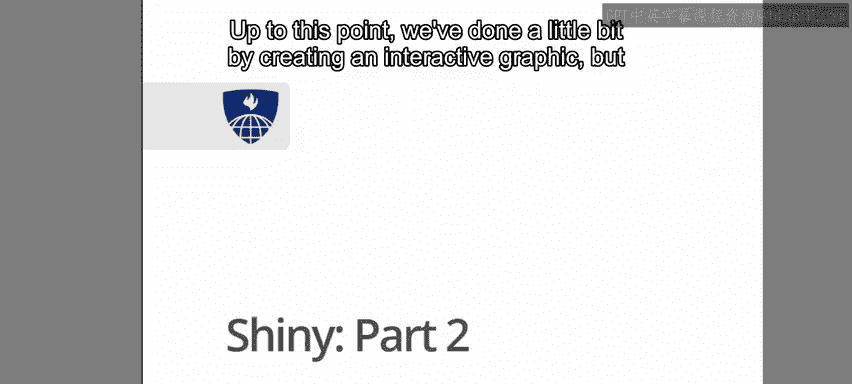 Up to this point, we've done a little bit
by creating an interactive graphic, but
Shiny: Part 2